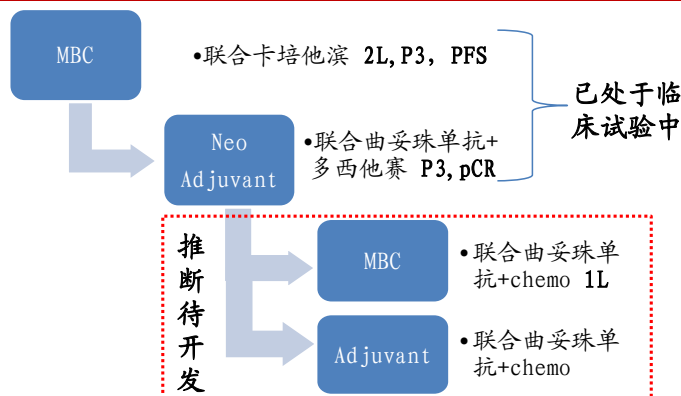 MBC
•联合卡培他滨 2L,P3, PFS
已处于临
床试验中
Neo
Adjuvant
•联合曲妥珠单抗+
多西他赛 P3,pCR
推
断
待
开
发
MBC
•联合曲妥珠单
抗+chemo 1L
Adjuvant
•联合曲妥珠单
抗+chemo